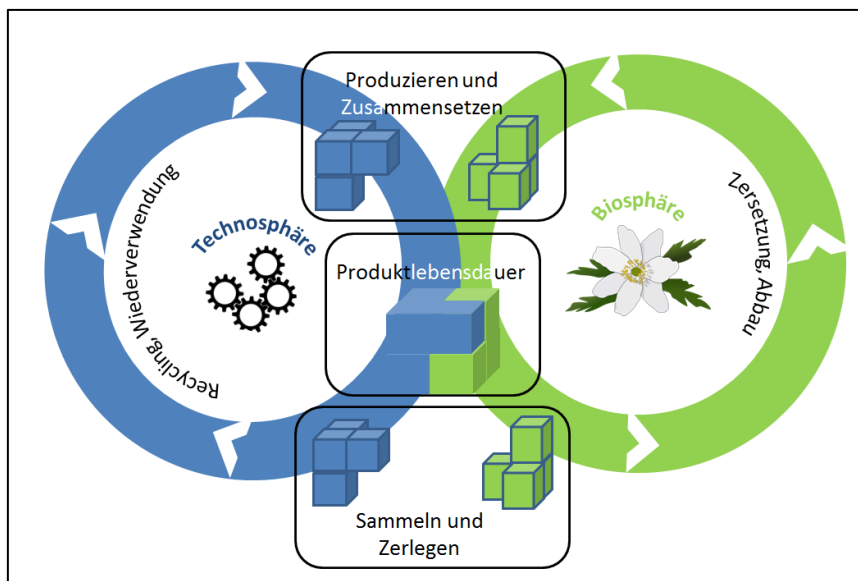 Produzieren und
Zusammensetzen
Recycling, Wiederverwendung
Technosphäre
Biosphäre
Zersetzung, Abbau
Produktlebensdauer
Sammeln und
Zerlegen